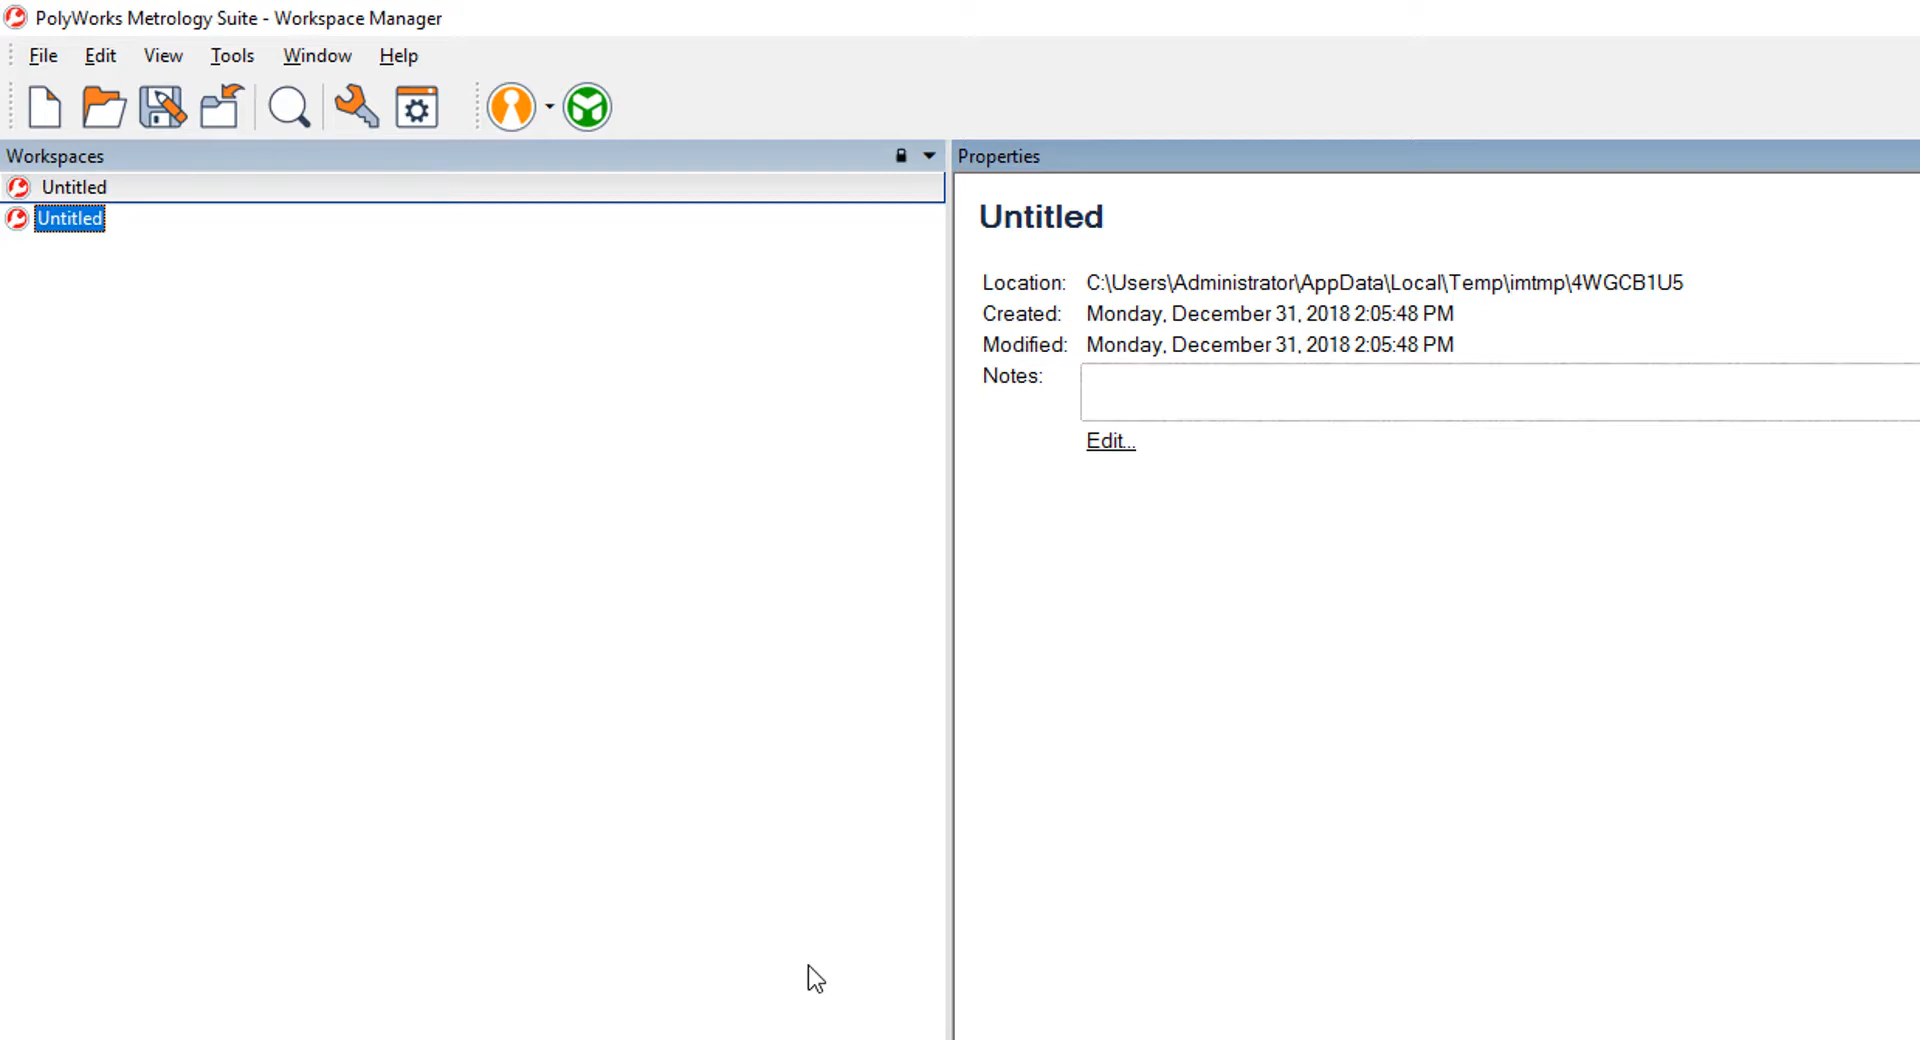 PolyWorks Metrology Suite - Workspace Manager
File Edit View Tools Window Help
Workspaces
Untitled
Untitled
Properties
Untitled
Location: C:\Users\Administrator\AppData\Local\Temp\imtmp\4WGCB1U5
Created: Monday, December 31, 2018 2:05:48 PM
Modified: Monday, December 31, 2018 2:05:48 PM
Notes:
Edit...